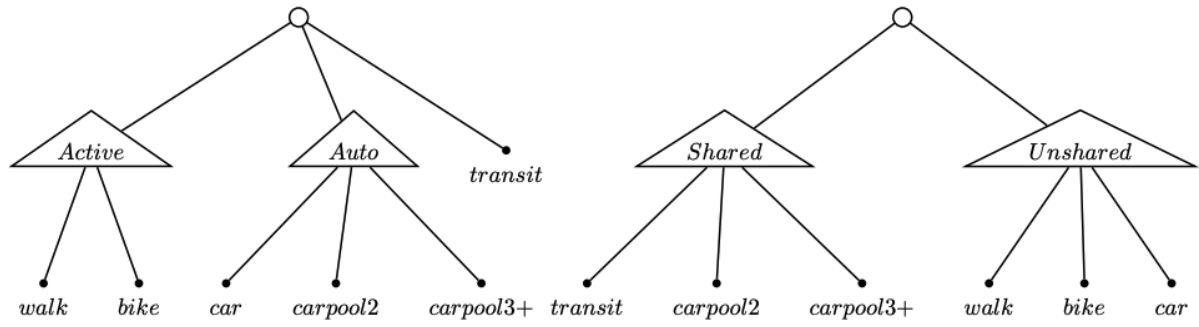 Active
Auto
transit
walk
bike
car
carpool2
carpool3+
Shared
Unshared
transit
carpool2
carpool3+
walk
bike
car